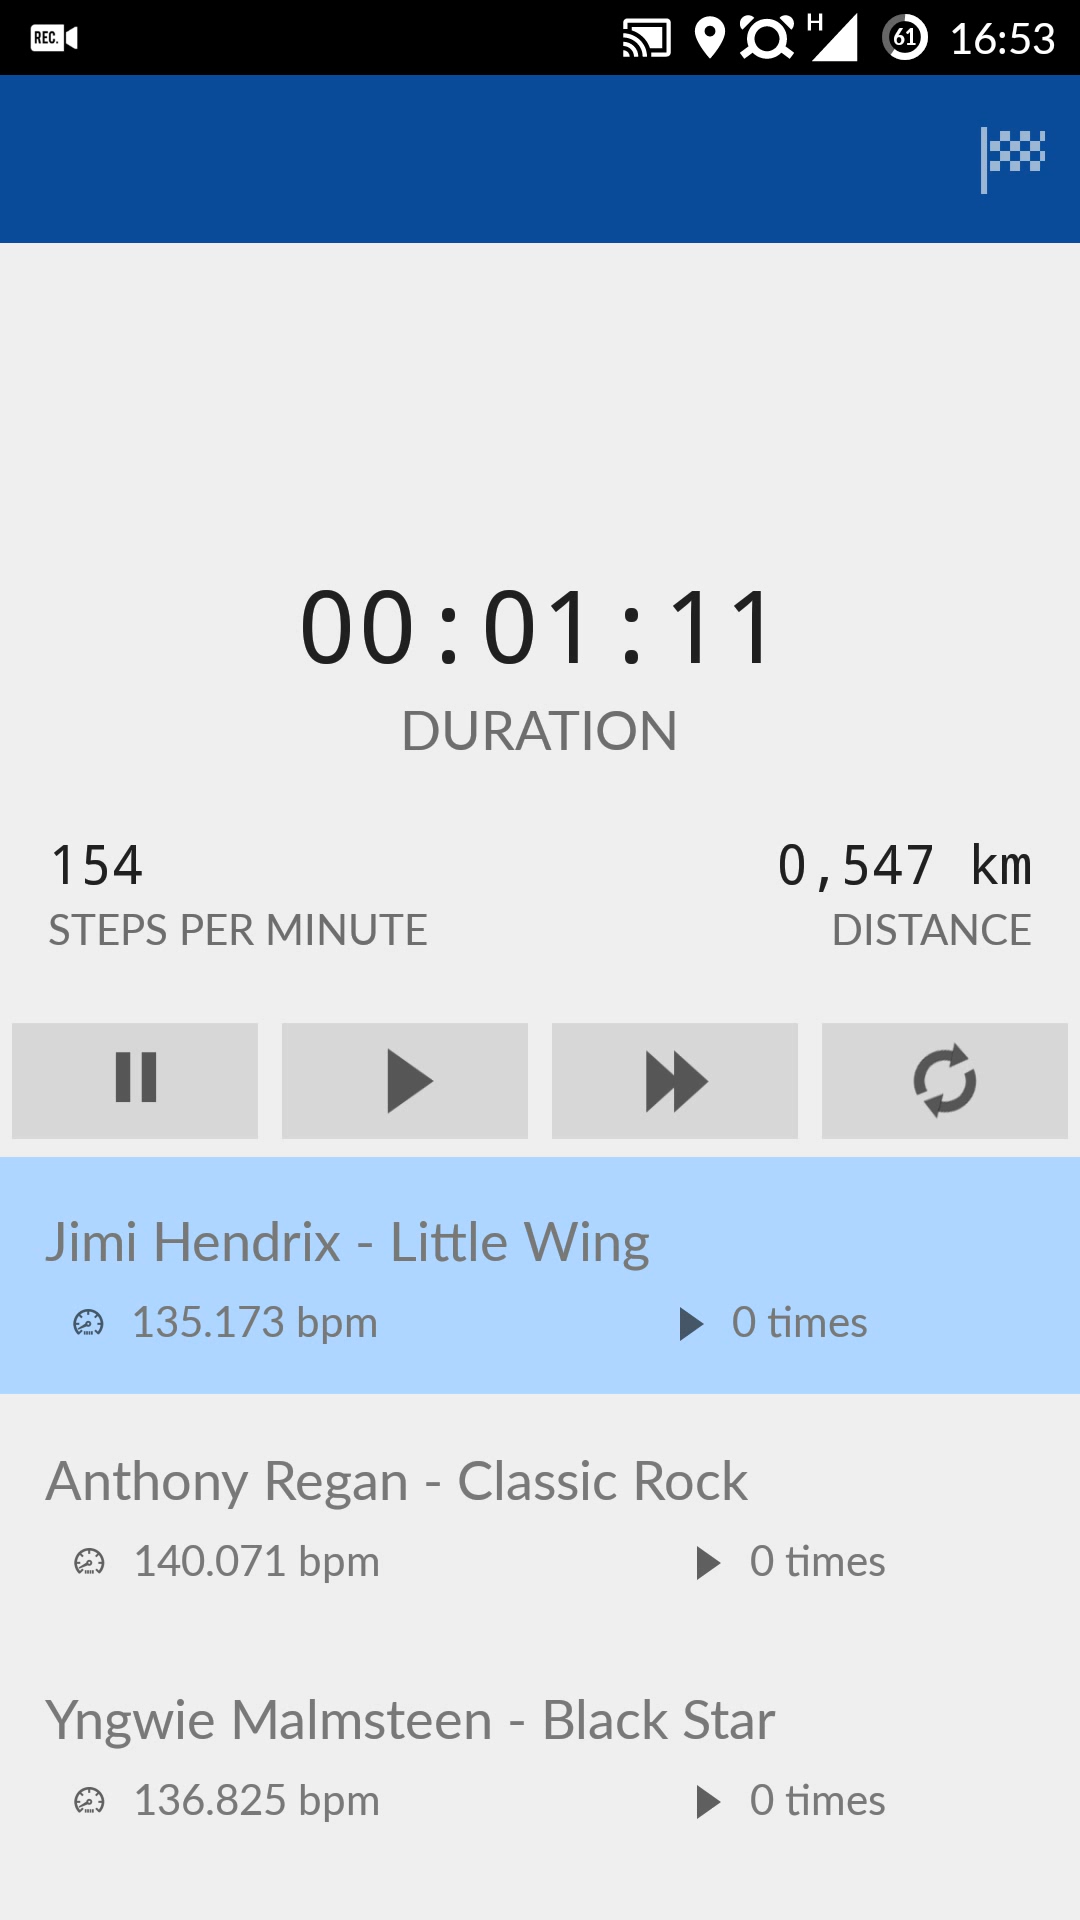 REC. H 61 16:53
00:01:11
DURATION
154 0,547 km
STEPS PER MINUTE DISTANCE
Jimi Hendrix - Little Wing
135.173 bpm 0 times
Anthony Regan - Classic Rock
140.071 bpm 0 times
Yngwie Malmsteen - Black Star
136.825 bpm 0 times